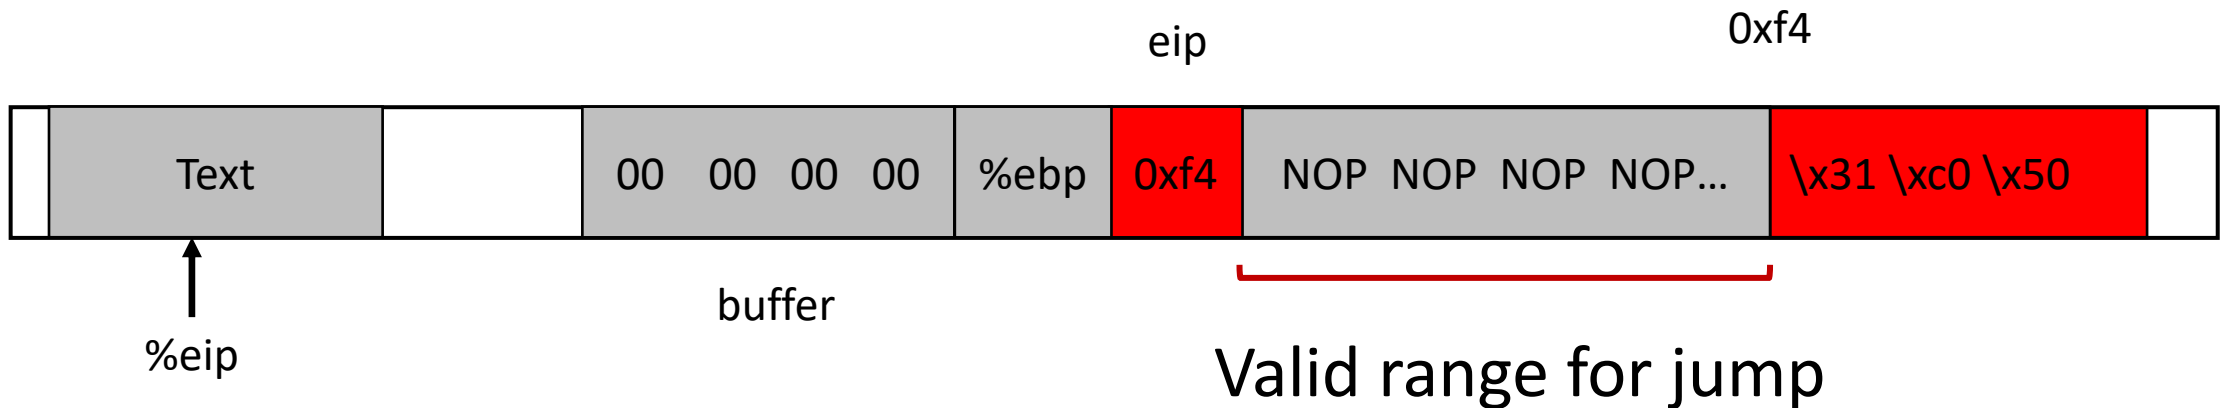 eip
0xf4
Text
00 00 00 00
%ebp
0xf4
NOP NOP NOP NOP...
\x31 \xc0 \x50
buffer
%eip
Valid range for jump